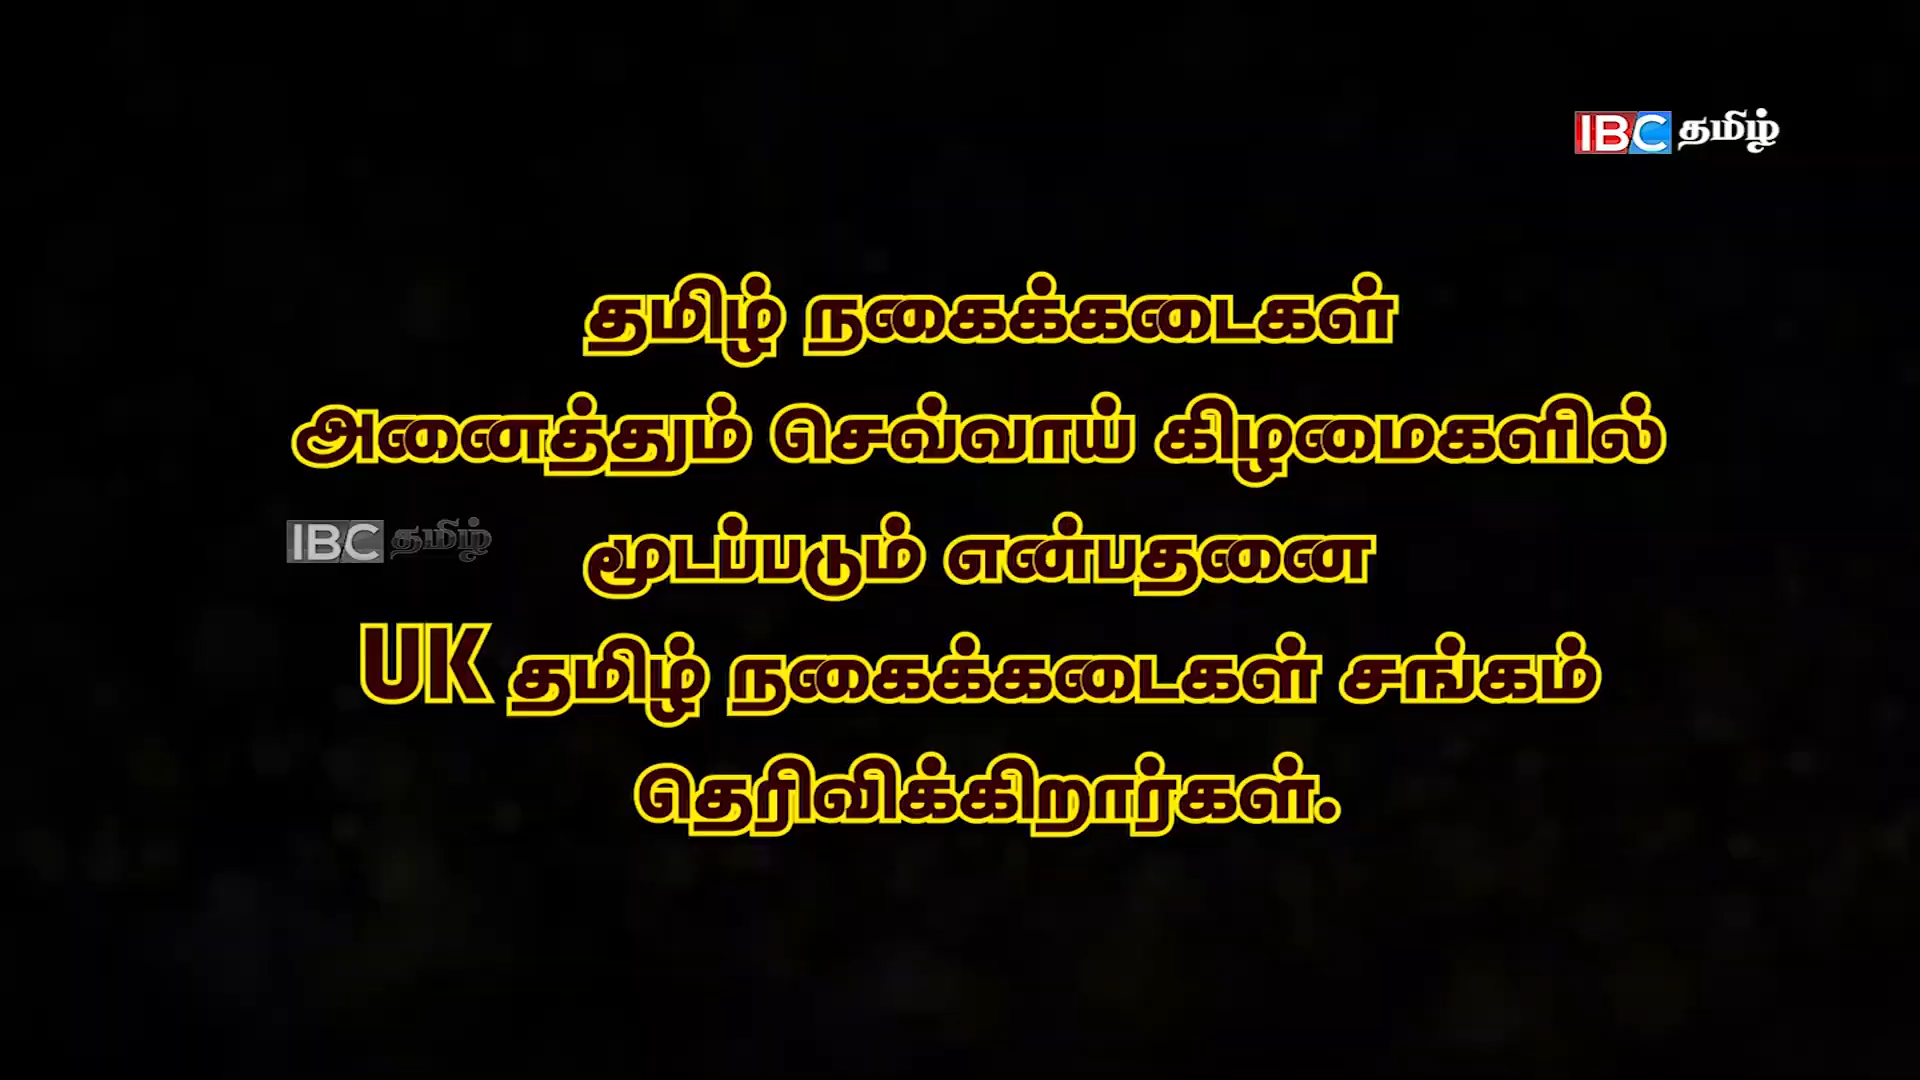 IBC தமிழ்
தமிழ் நகைக்கடைகள்
அனைத்தும் செவ்வாய் கிழமைகளில்
IBC தமிழ்
மூடப்படும் என்பதனை
UK தமிழ் நகைக்கடைகள் சங்கம்
தெரிவிக்கிறார்கள்.